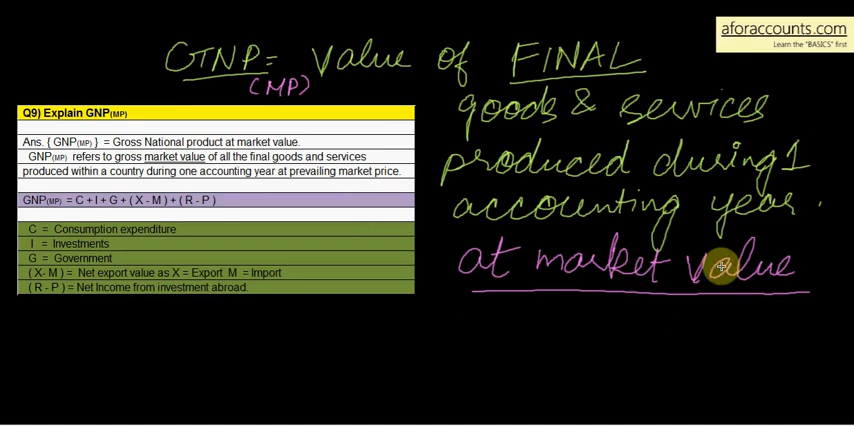 aforaccounts.com
Learn the "BASICS" first
GNP = Value of FINAL
(MP)
goods & services
produced during 1
accounting year.
at market value
Q9) Explain GNP(MP)
Ans. { GNP(MP) } = Gross National product at market value.
GNP(MP) refers to gross market value of all the final goods and services
produced within a country during one accounting year at prevailing market price.
GNP(MP) = C + I + G + ( X - M ) + ( R - P )
C = Consumption expenditure
I = Investments
G = Government
( X- M ) = Net export value as X = Export M = Import
( R - P ) = Net Income from investment abroad.